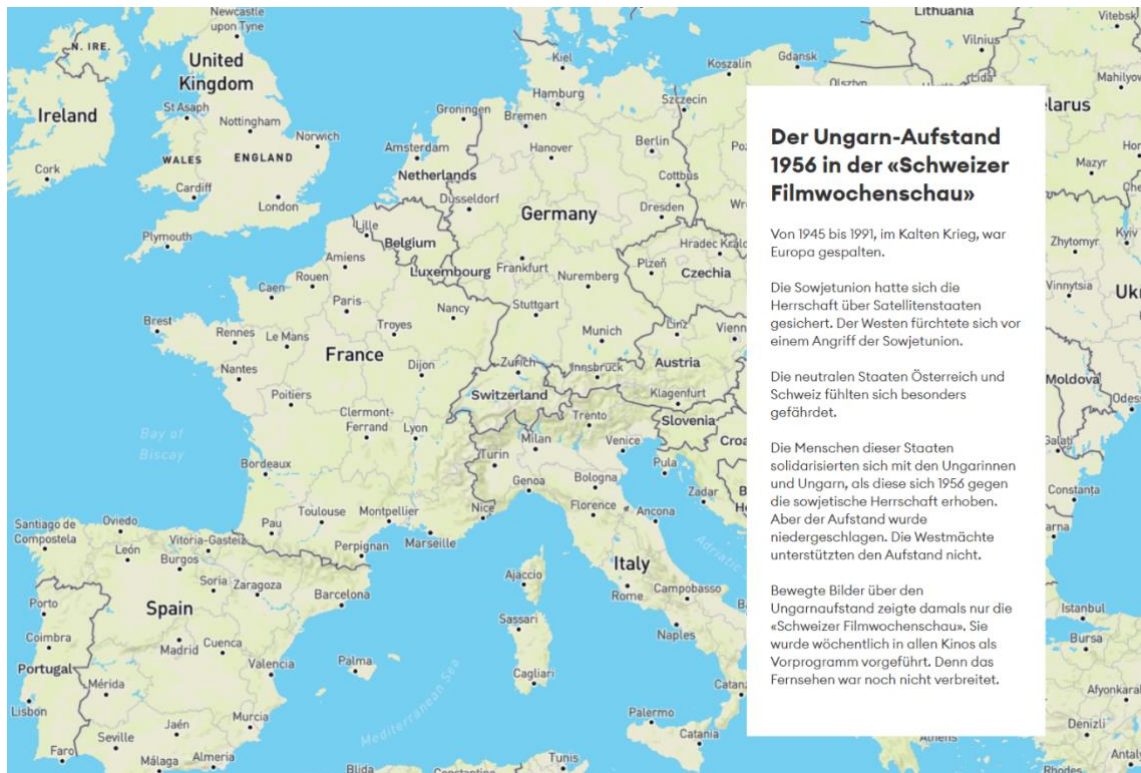 Newcastle
upon Tyne
N. IRE.
United
Kingdom
Ireland
St Asaph
Nottingham
Norwich
WALES
ENGLAND
Cork
Cardiff
London
Plymouth
Kiel
Hamburg
Groningen
Bremen
Amsterdam
Hanover
Netherlands
Berlin
Cottbus
Düsseldorf
Germany
Dresden
Lille
Belgium
Amiens
Luxembourg
Frankfurt
Nuremberg
Plzeň
Czechia
Koszalin
Gdansk
Szczecin
Lithuania
Vilnius
Vitebsk
Caen
Rouen
Paris
Nancy
Stuttgart
Brest
Rennes
Le Mans
Troyes
Munich
Linz
France
Nantes
Dijon
Zurich
Innsbruck
Austria
Poitiers
Switzerland
Klagenfurt
Clermont-
Ferrand
Lyon
Trento
Slovenia
Milan
Venice
Turin
Bay of
Biscay
Bordeaux
Genoa
Bologna
Pula
Zadar
Toulouse
Montpellier
Nice
Florence
Ancona
Pau
Marseille
Perpignan
Santiago de
Compostela
Oviedo
Vitoria-Gasteiz
León
Burgos
Soria
Zaragoza
Barcelona
Ajaccio
Italy
Rome
Campobasso
Adriatic
Porto
Spain
Sassari
Naples
Coimbra
Madrid
Cuenca
Portugal
Valencia
Palma
Cagliari
Mérida
Mediterranean Sea
Lisbon
Jaén
Murcia
Palermo
Seville
Catania
Faro
Málaga
Almería
Blida
Tunis
Der Ungarn-Aufstand
1956 in der «Schweizer
Filmwochenschau»
Von 1945 bis 1991, im Kalten Krieg, war
Europa gespalten.
Die Sowjetunion hatte sich die
Herrschaft über Satellitenstaaten
gesichert. Der Westen fürchtete sich vor
einem Angriff der Sowjetunion.
Die neutralen Staaten Österreich und
Schweiz fühlten sich besonders
gefährdet.
Die Menschen dieser Staaten
solidarisierten sich mit den Ungarinnen
und Ungarn, als diese sich 1956 gegen
die sowjetische Herrschaft erhoben.
Aber der Aufstand wurde
niedergeschlagen. Die Westmächte
unterstützten den Aufstand nicht.
Bewegte Bilder über den
Ungarnaufstand zeigte damals nur die
«Schweizer Filmwochenschau». Sie
wurde wöchentlich in allen Kinos als
Vorprogramm vorgeführt. Denn das
Fernsehen war noch nicht verbreitet.
Mazyr
Zhytomyr
Kyiv
Vinnytsia
Moldova
Galați
Constanța
Istanbul
Bursa
Denizli